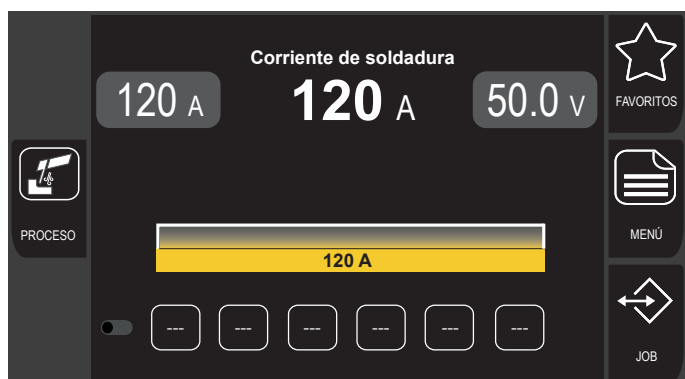 Corriente de soldadura
120 A
120 A
50.0 V
FAVORITOS
PROCESO
MENÚ
120 A
---
---
---
---
---
---
JOB